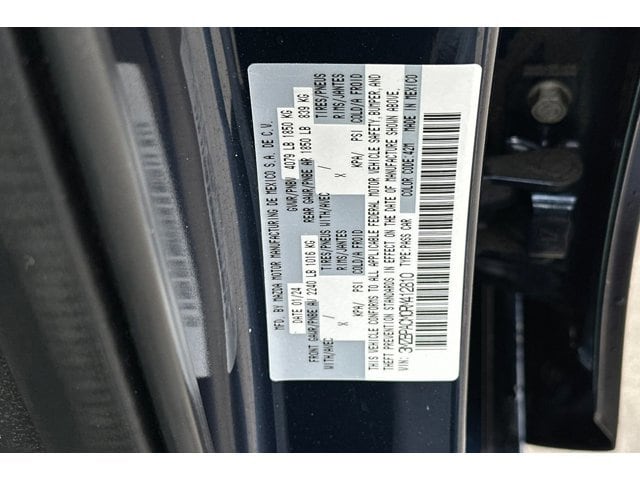 MFD. BY MAZDA MOTOR MANUFACTURING DE MEXICO S.A. DE C.V.
DATE 01/24 GVWR/PNBV 4079 LB 1850 KG
FRONT GAWR/PNBE AV 2240 LB 1016 KG REAR GAWR/PNBE AR 1850 LB 839 KG
WITH/AVEC TIRES/PNEUS WITH/AVEC TIRES/PNEUS
/ RIMS/JANTES / RIMS/JANTES
X KPA/ PSI COLD/A FROID X KPA/ PSI COLD/A FROID
THIS VEHICLE CONFORMS TO ALL APPLICABLE FEDERAL MOTOR VEHICLE SAFETY, BUMPER, AND
THEFT PREVENTION STANDARDS IN EFFECT ON THE DATE OF MANUFACTURE SHOWN ABOVE.
COLOR CODE 42M MADE IN MEXICO
VIN: 3MZBPACM0RM412810 TYPE:PASS CAR